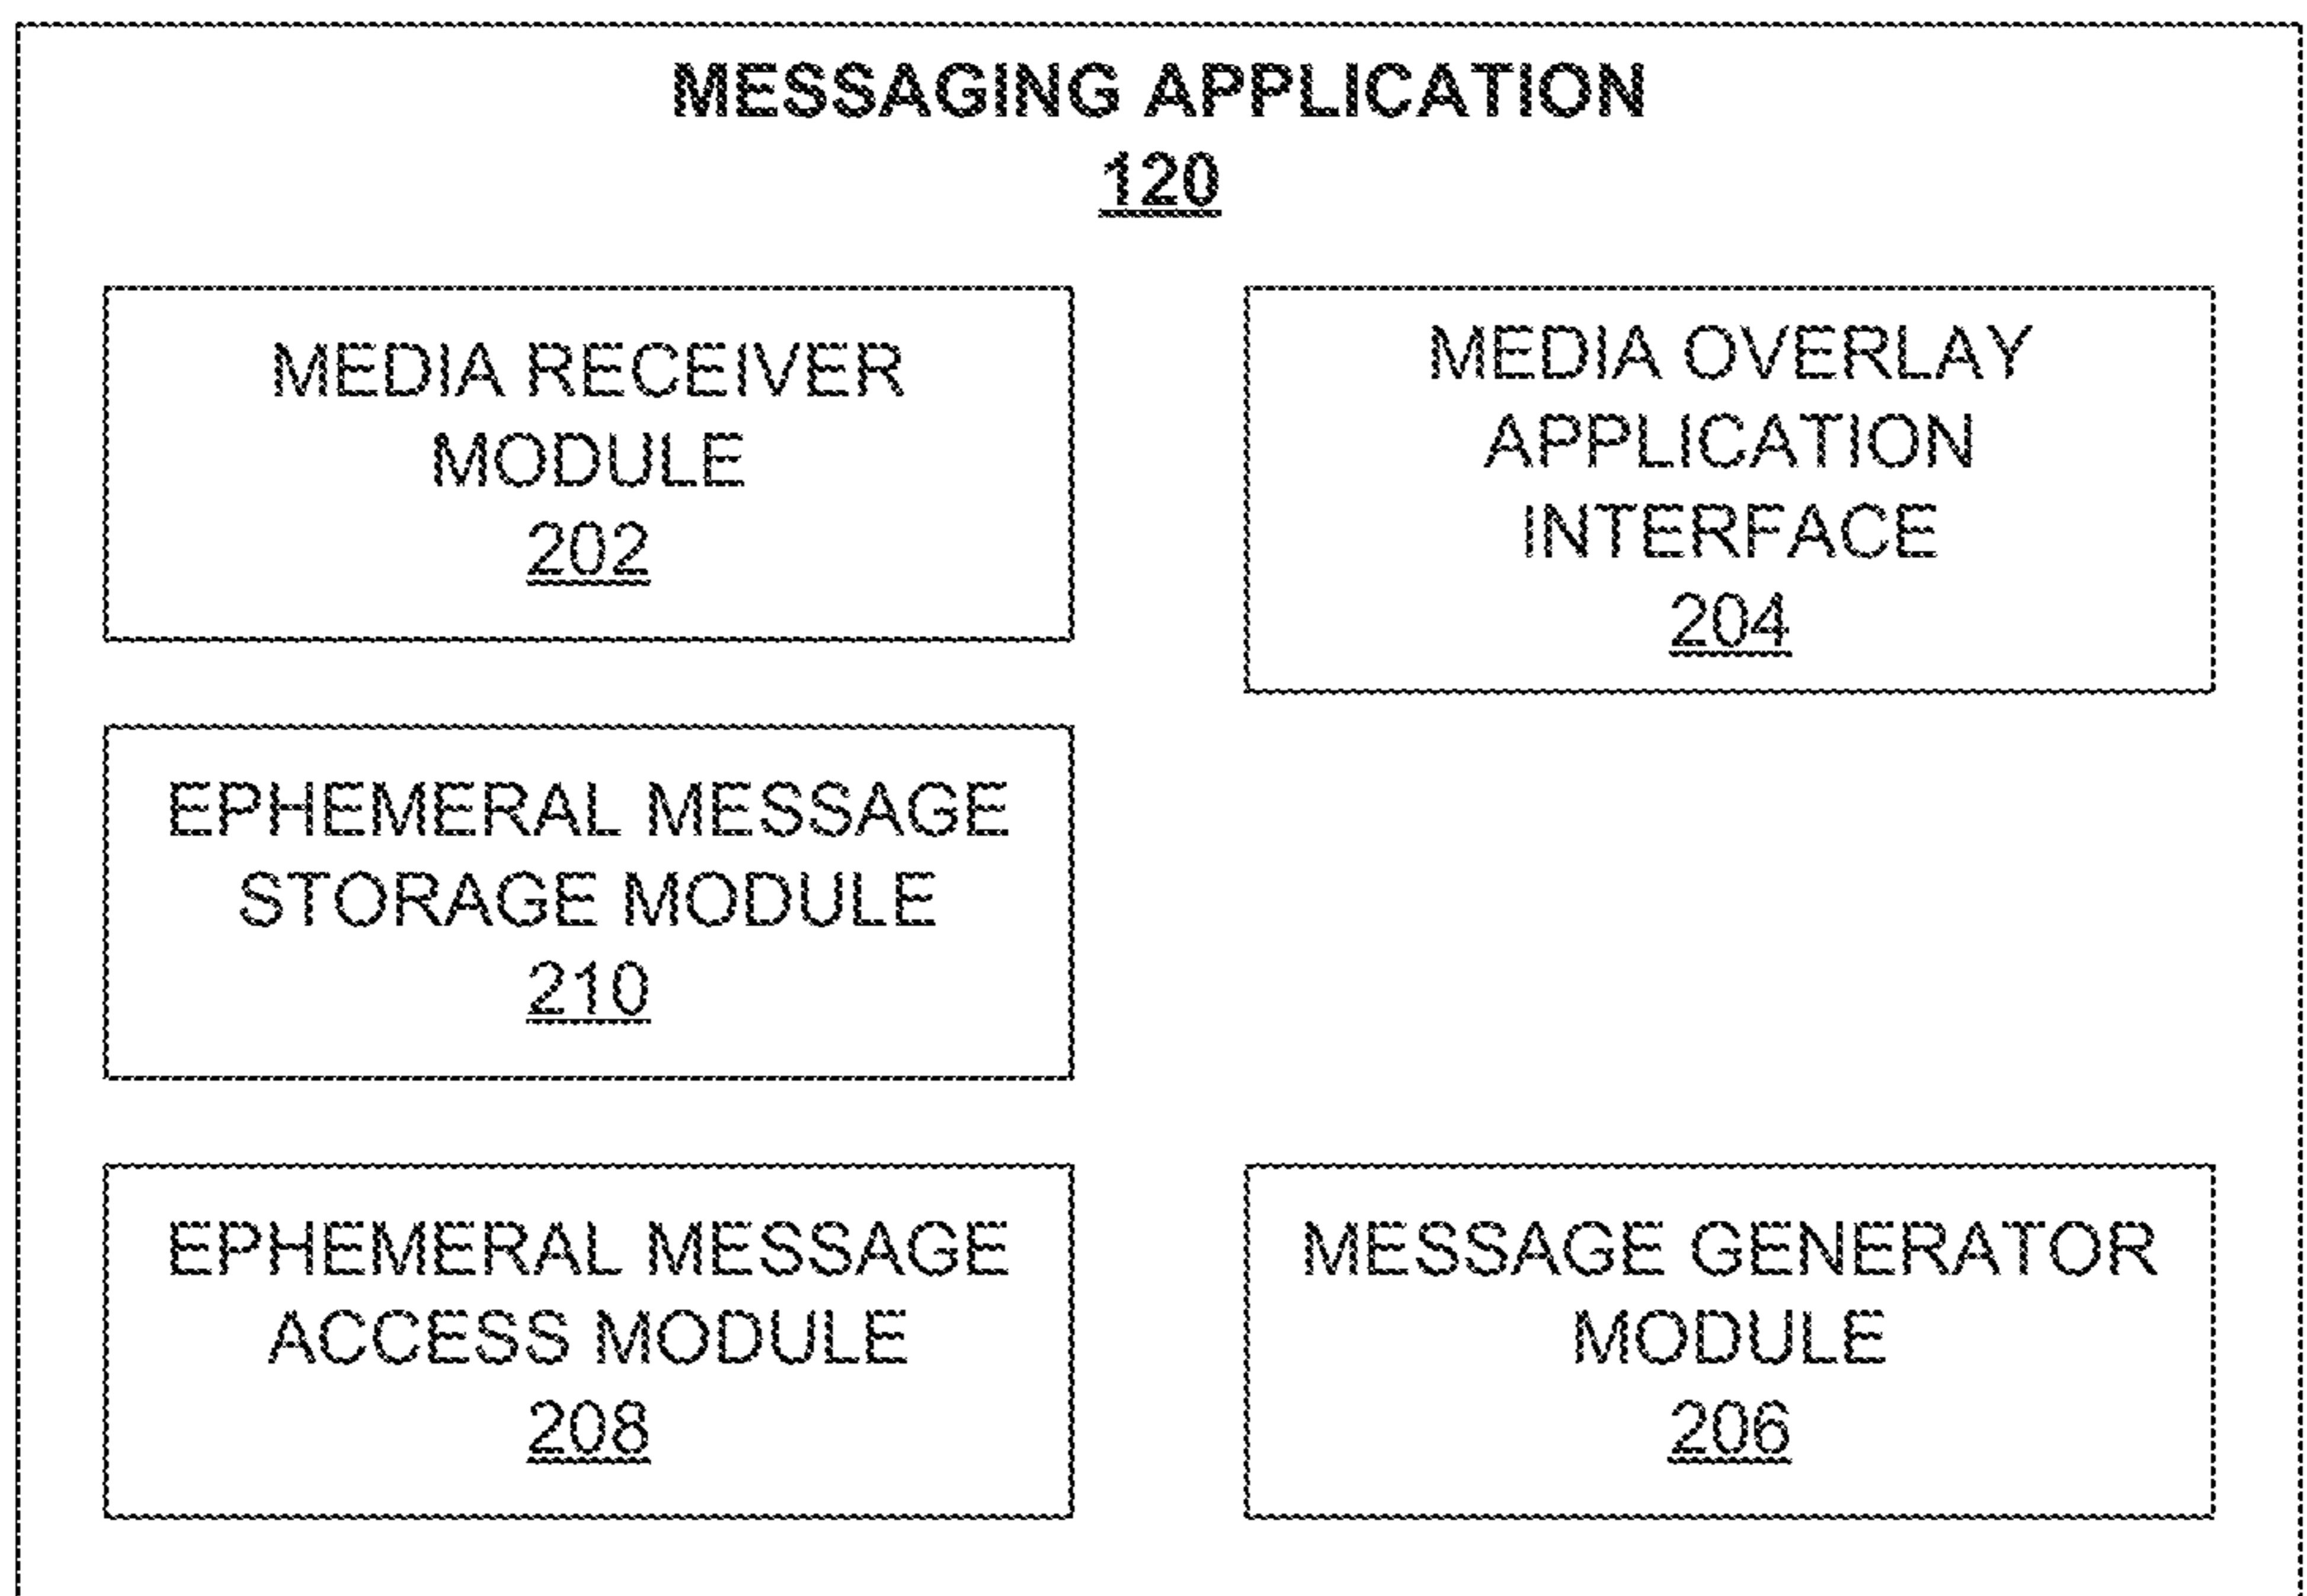 MESSAGING APPLICATION
120
MEDIA RECEIVER
MODULE
202
MEDIA OVERLAY
APPLICATION
INTERFACE
204
EPHEMERAL MESSAGE
STORAGE MODULE
210
EPHEMERAL MESSAGE
ACCESS MODULE
208
MESSAGE GENERATOR
MODULE
206